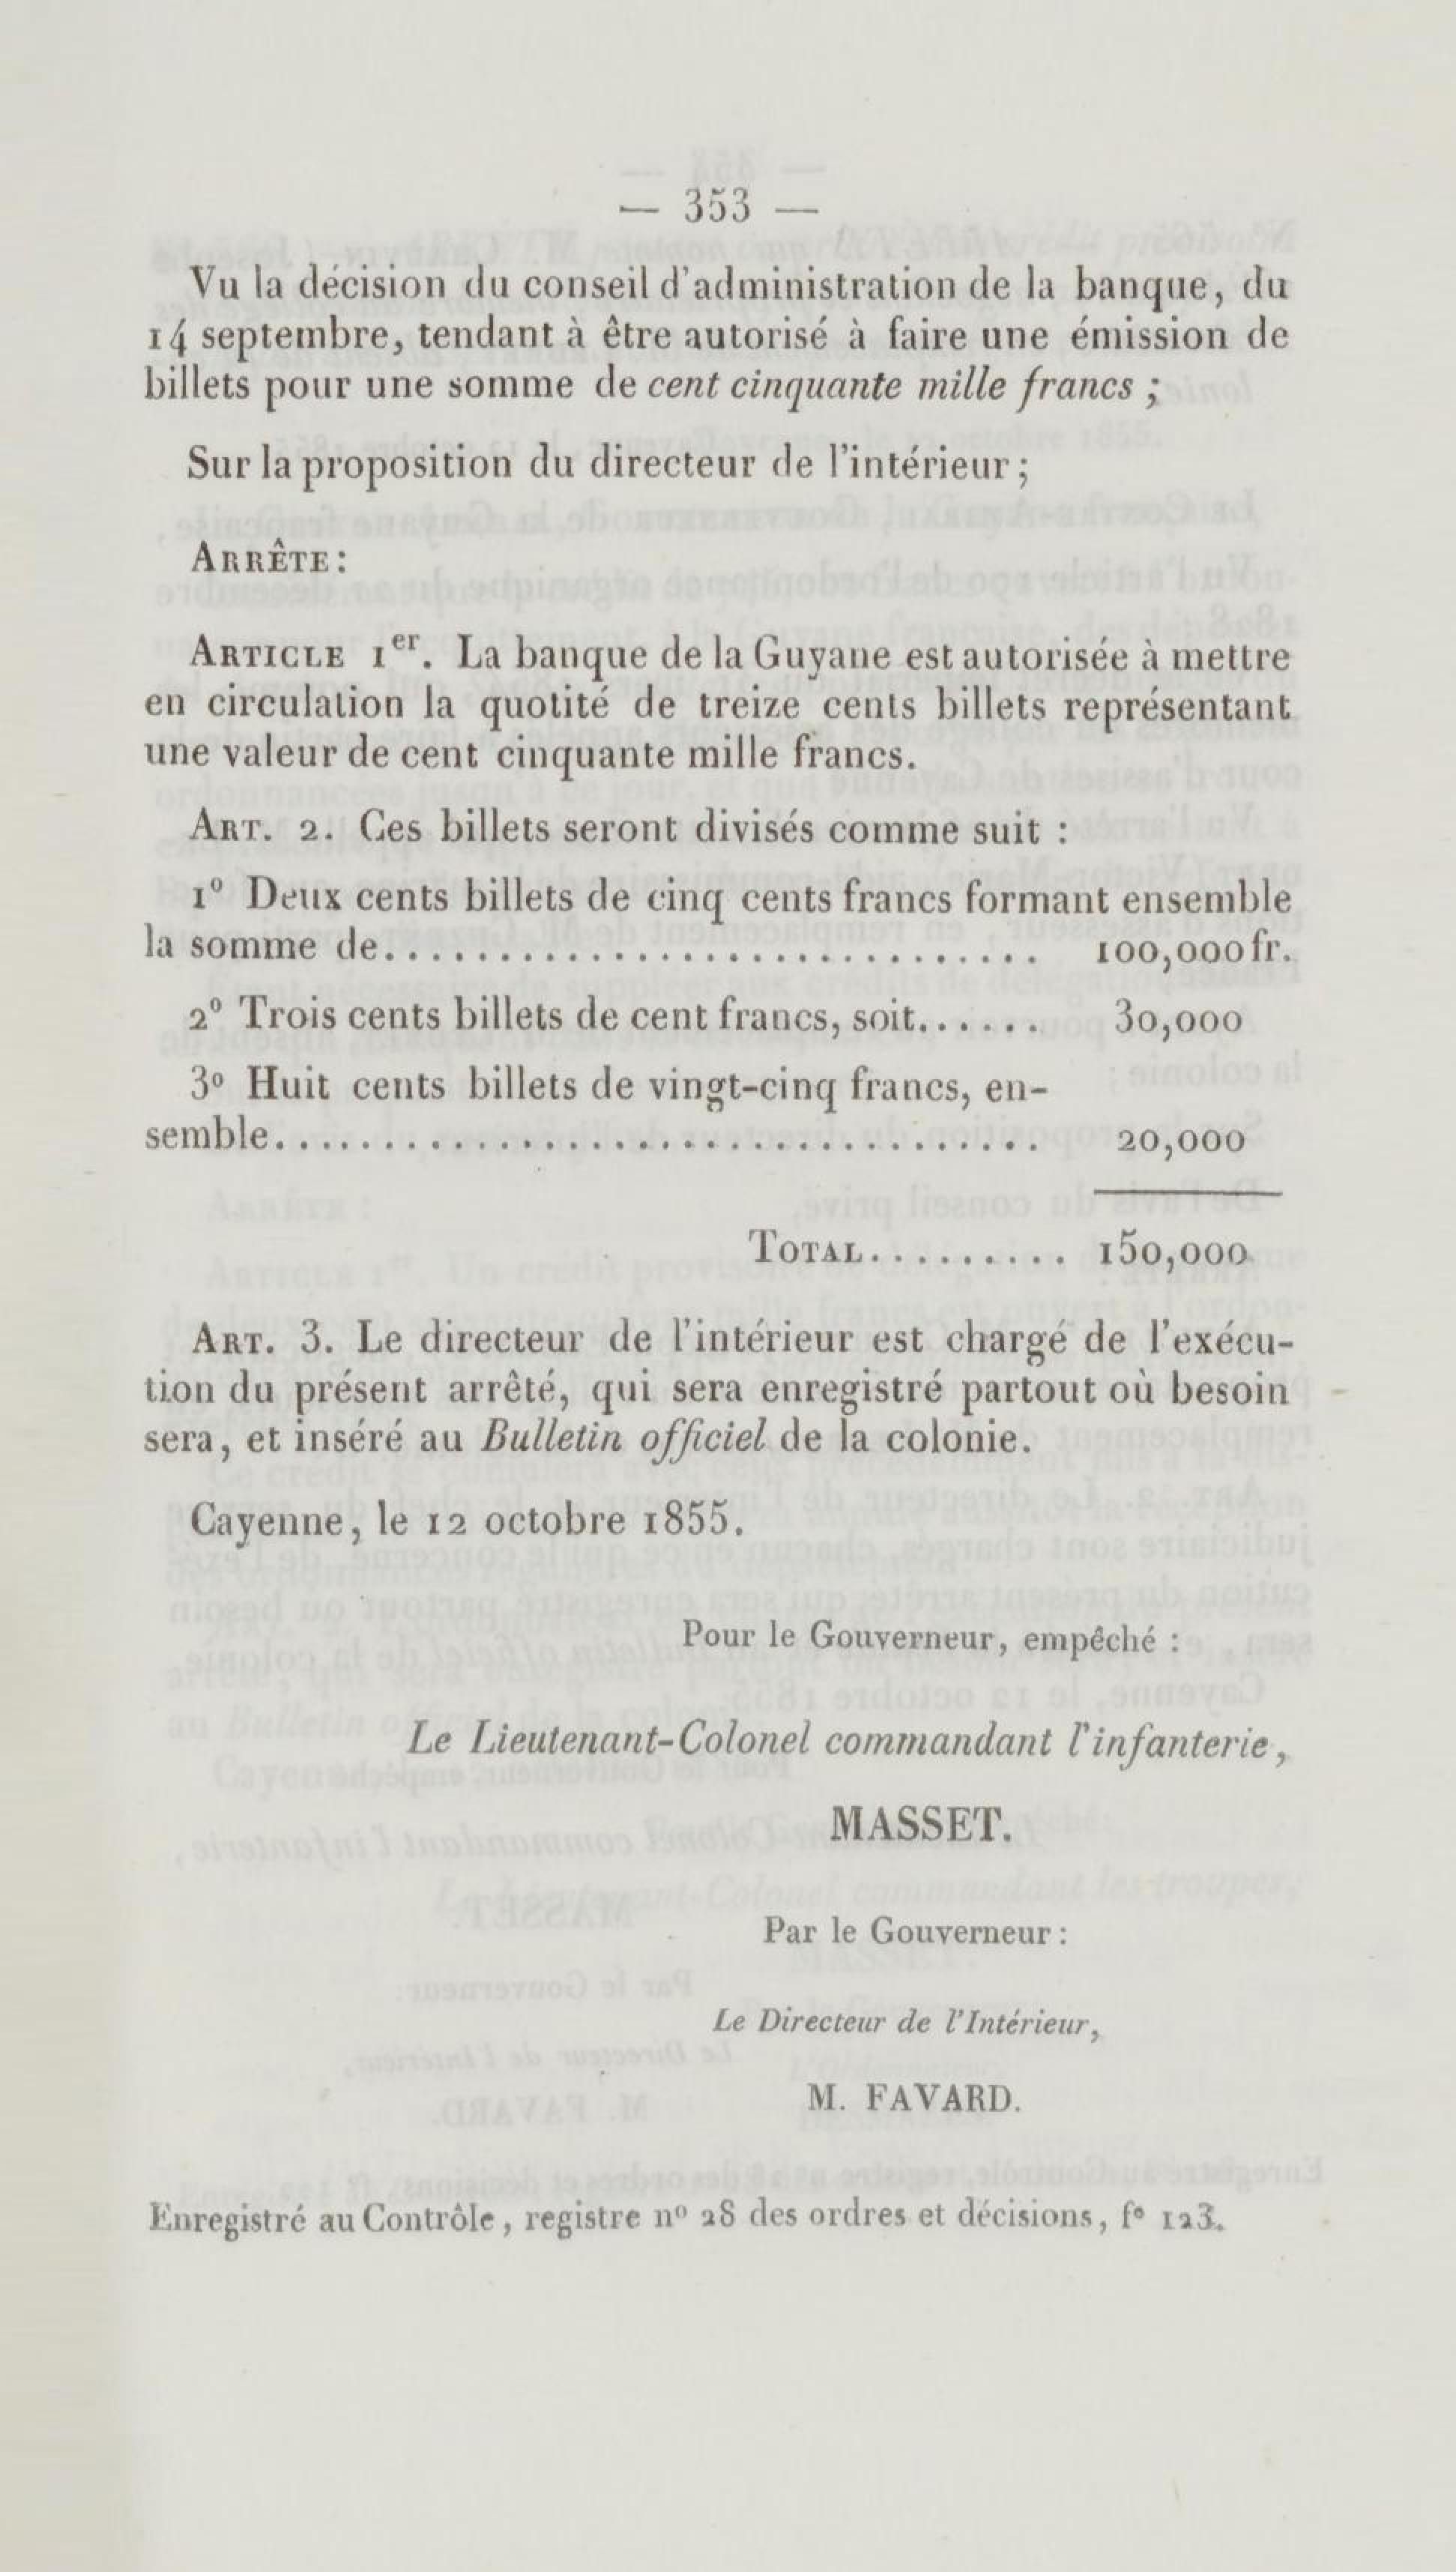 — 353 —
Vu la décision du conseil d'administration de la banque, du
14 septembre, tendant à être autorisé à faire une émission de
billets pour une somme de cent cinquante mille francs ;
Sur la proposition du directeur de l'intérieur ;
ARRÊTE :
ARTICLE 1er. La banque de la Guyane est autorisée à mettre
en circulation la quotité de treize cents billets représentant
une valeur de cent cinquante mille francs.
ART. 2. Ces billets seront divisés comme suit :
1° Deux cents billets de cinq cents francs formant ensemble
la somme de............................. 100,000 fr.
2° Trois cents billets de cent francs, soit...... 30,000
3° Huit cents billets de vingt-cinq francs, en-
semble.................................. 20,000
TOTAL......... 150,000
ART. 3. Le directeur de l'intérieur est chargé de l'exécu-
tion du présent arrêté, qui sera enregistré partout où besoin
sera, et inséré au Bulletin officiel de la colonie.
Cayenne, le 12 octobre 1855.
Pour le Gouverneur, empêché :
Le Lieutenant-Colonel commandant l'infanterie,
MASSET.
Par le Gouverneur :
Le Directeur de l'Intérieur,
M. FAVARD.
Enregistré au Contrôle, registre n° 28 des ordres et décisions, f° 123.